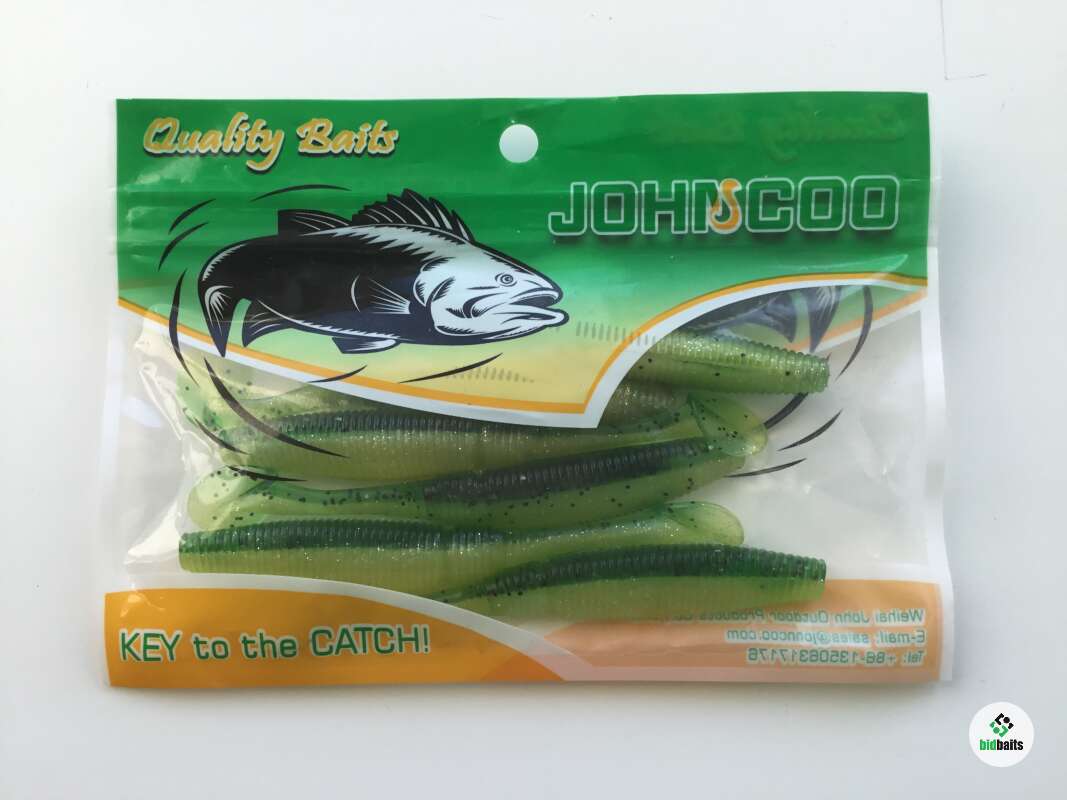 Quality Baits
JOHNCOO
KEY to the CATCH!
Weihai John Outdoor Products
E-mail: sales@johncoo.com
Tel: +86-13506317176
bidbaits